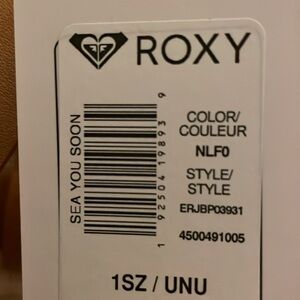 ROXY
SEA YOU SOON
1 92504 19893 9
COLOR/
COULEUR
NLF0
STYLE/
STYLE
ERJBP03931
4500491005
1SZ / UNU